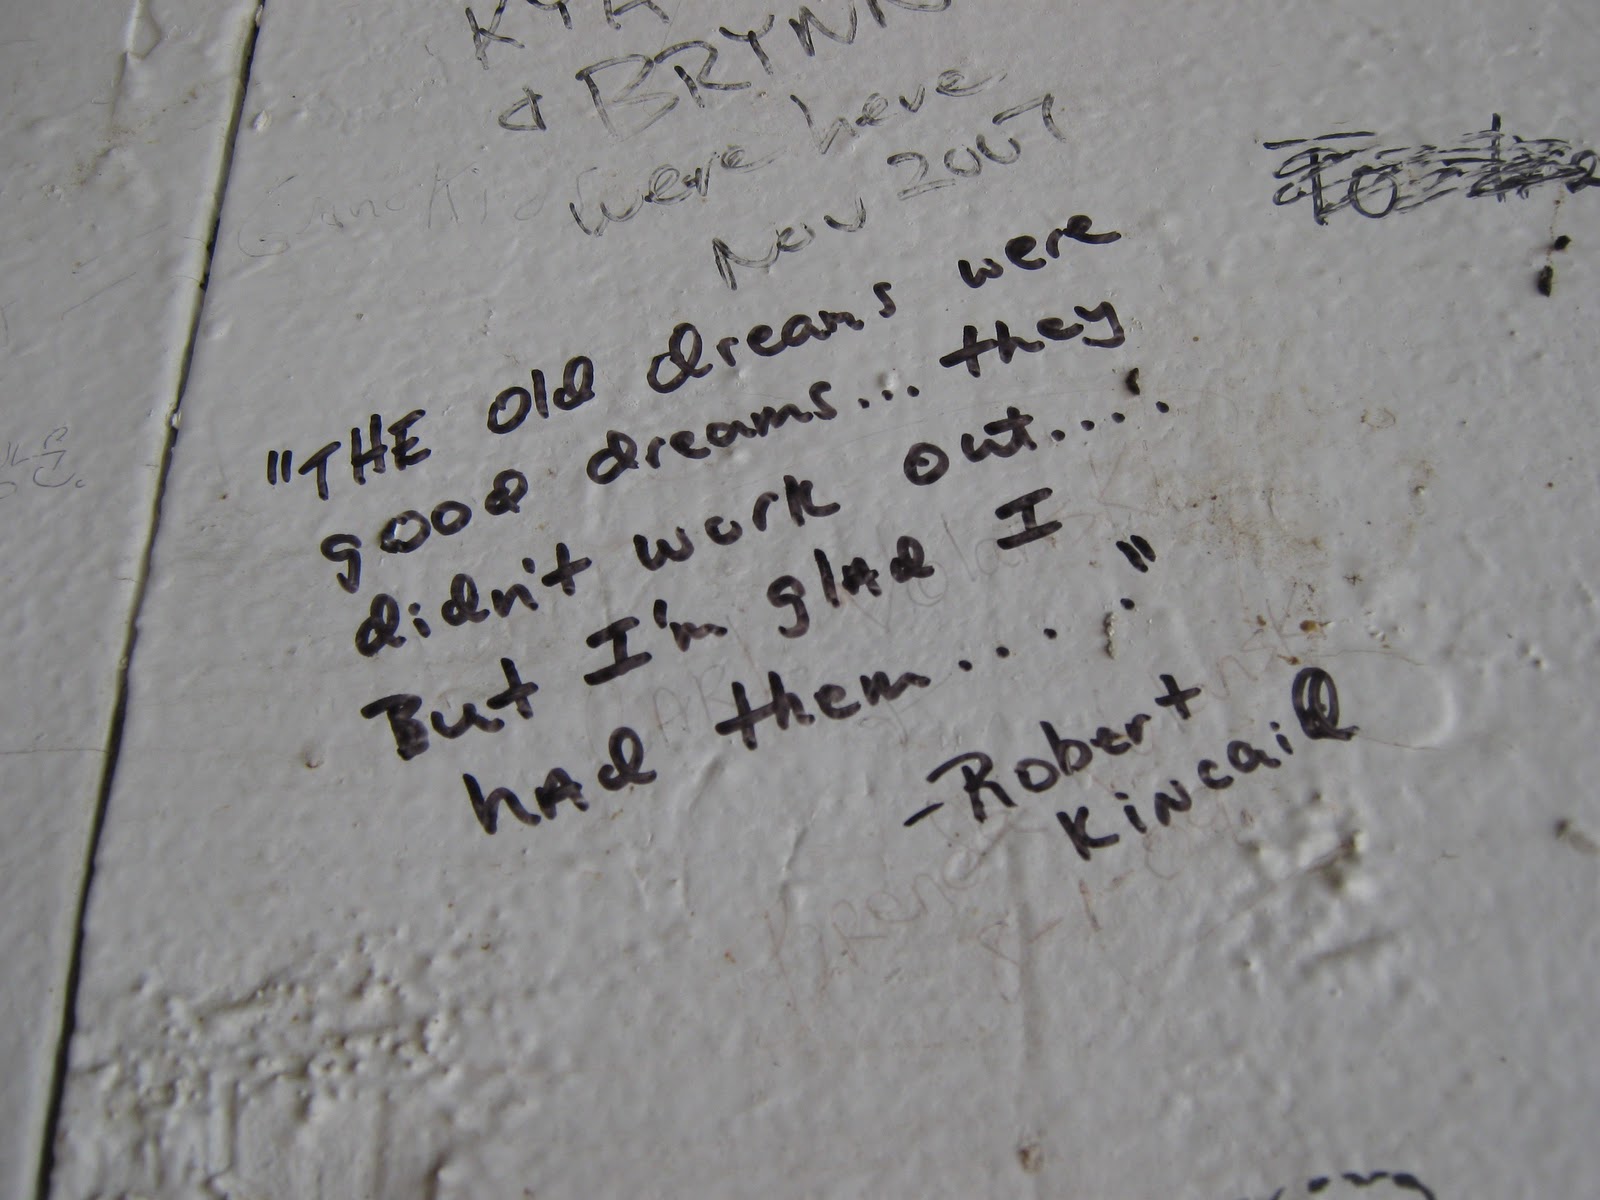 & BRYNN
were here
Nov 2007
"THE old dreams were
good dreams... they
didn't work out....
But I'm glad I
had them....."
-Robert
Kincaid